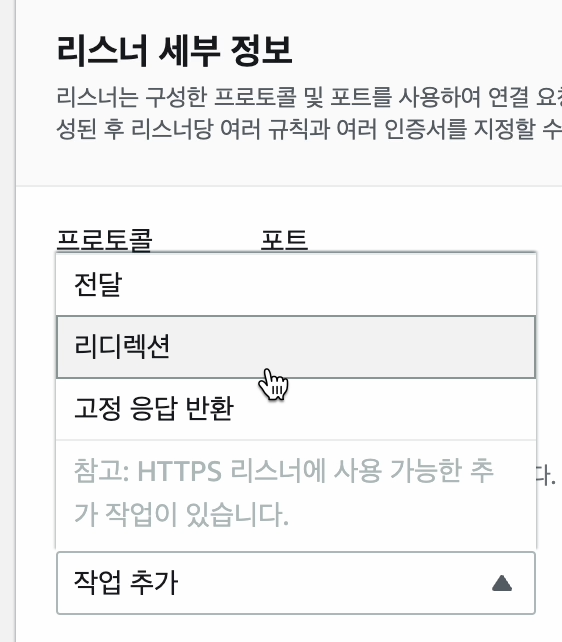 리스너 세부 정보
리스너는 구성한 프로토콜 및 포트를 사용하여 연결 요청
성된 후 리스너당 여러 규칙과 여러 인증서를 지정할 수
프로토콜 포트
전달
리디렉션
고정 응답 반환
참고: HTTPS 리스너에 사용 가능한 추
가 작업이 있습니다.
다.
작업 추가